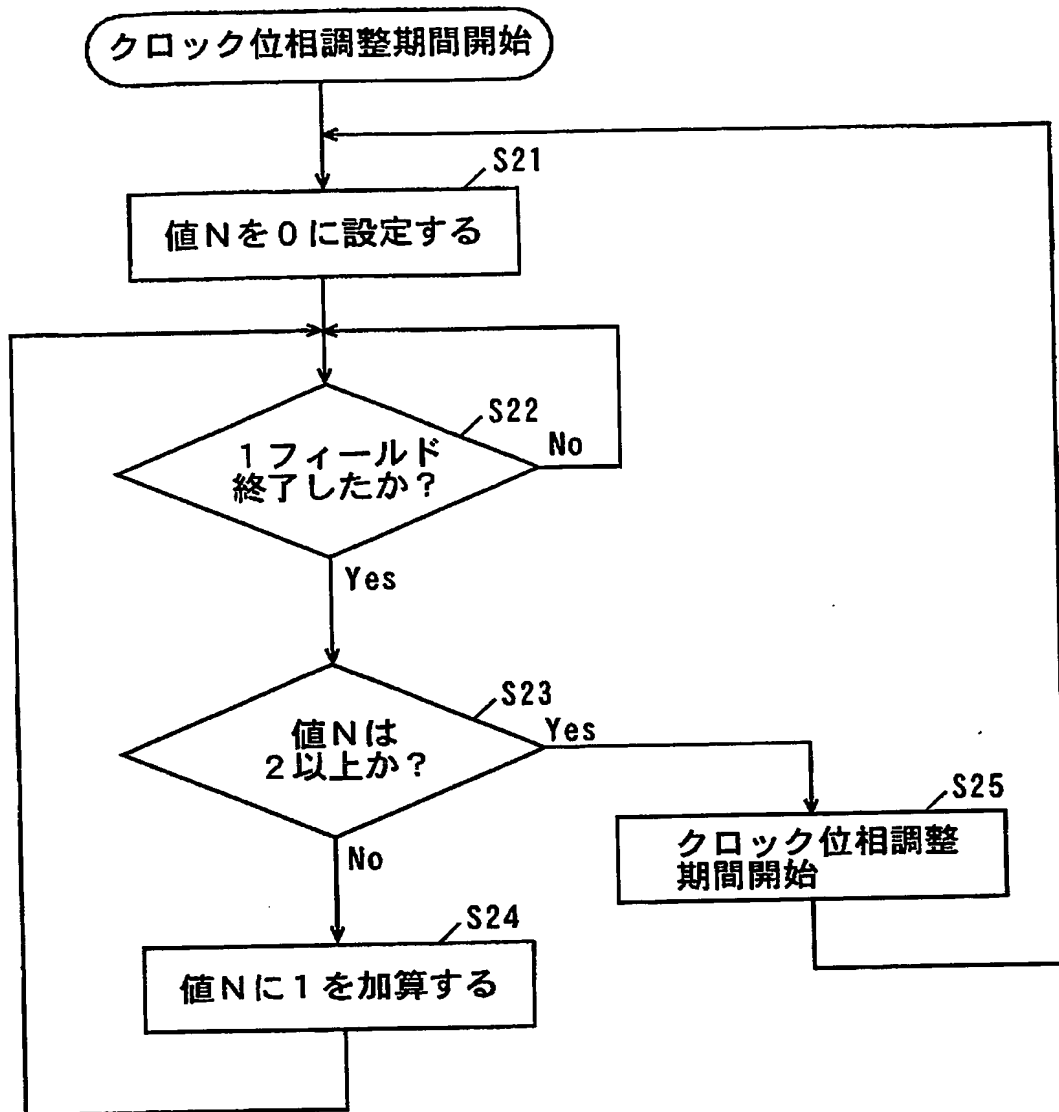 クロック位相調整期間開始
S21
値Nを0に設定する
S22
1フィールド
終了したか?
No
Yes
S23
値Nは
2以上か?
Yes
No
S25
クロック位相調整
期間開始
S24
値Nに1を加算する